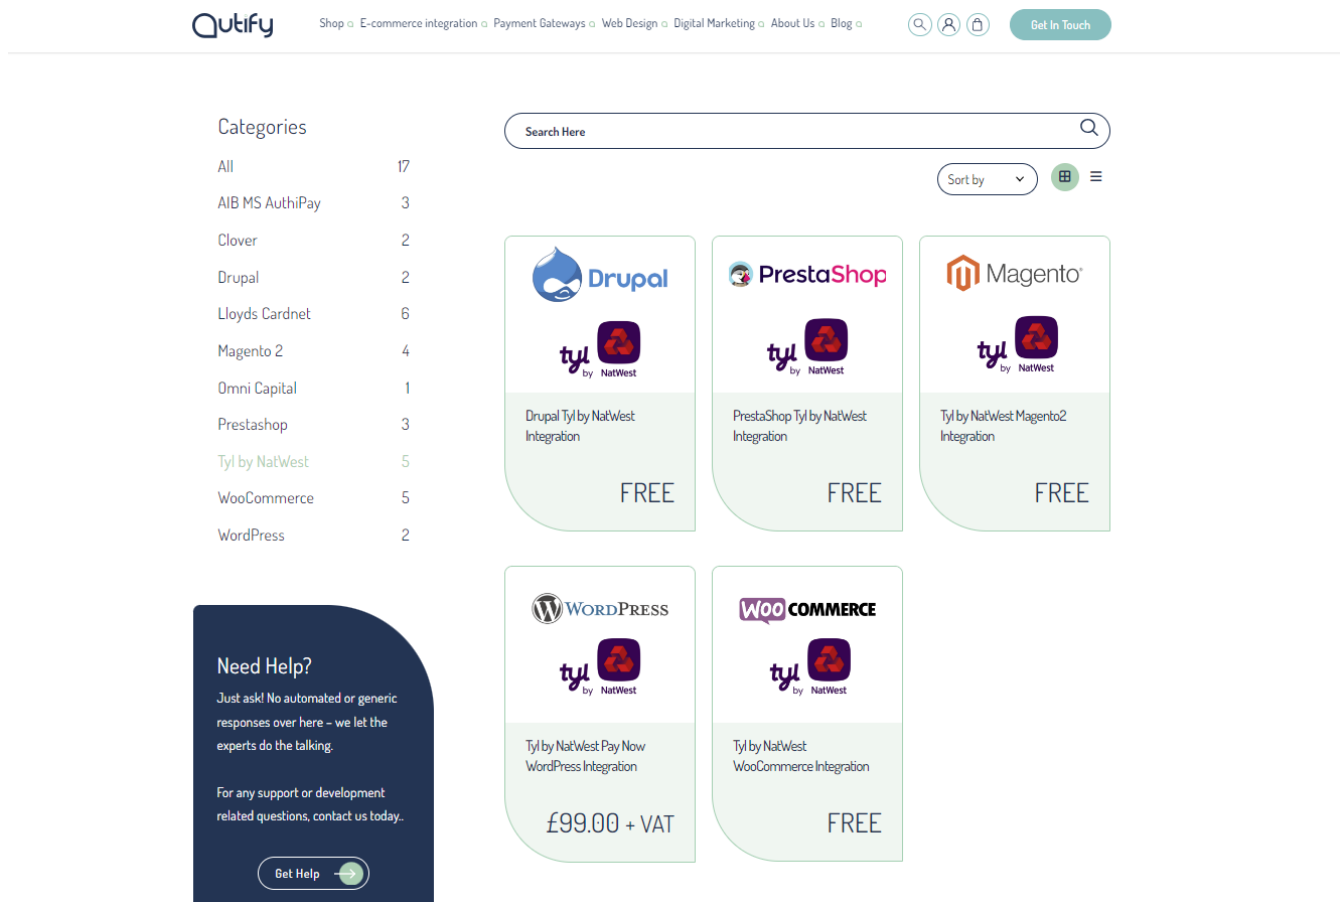 Qutify
Shop E-commerce integration Payment Gateways Web Design Digital Marketing About Us Blog
Get In Touch
Categories
All 17
AIB MS AuthiPay 3
Clover 2
Drupal 2
Lloyds Cardnet 6
Magento 2 4
Omni Capital 1
Prestashop 3
Tyl by NatWest 5
WooCommerce 5
WordPress 2
Need Help?
Just ask! No automated or generic
responses over here – we let the
experts do the talking.
For any support or development
related questions, contact us today..
Get Help
Search Here
Sort by
Drupal
tyl
by NatWest
Drupal Tyl by NatWest
Integration
FREE
PrestaShop
tyl
by NatWest
PrestaShop Tyl by NatWest
Integration
FREE
Magento®
tyl
by NatWest
Tyl by NatWest Magento2
Integration
FREE
WORDPRESS
tyl
by NatWest
Tyl by NatWest Pay Now
WordPress Integration
£99.00 + VAT
WOO COMMERCE
tyl
by NatWest
Tyl by NatWest
WooCommerce Integration
FREE